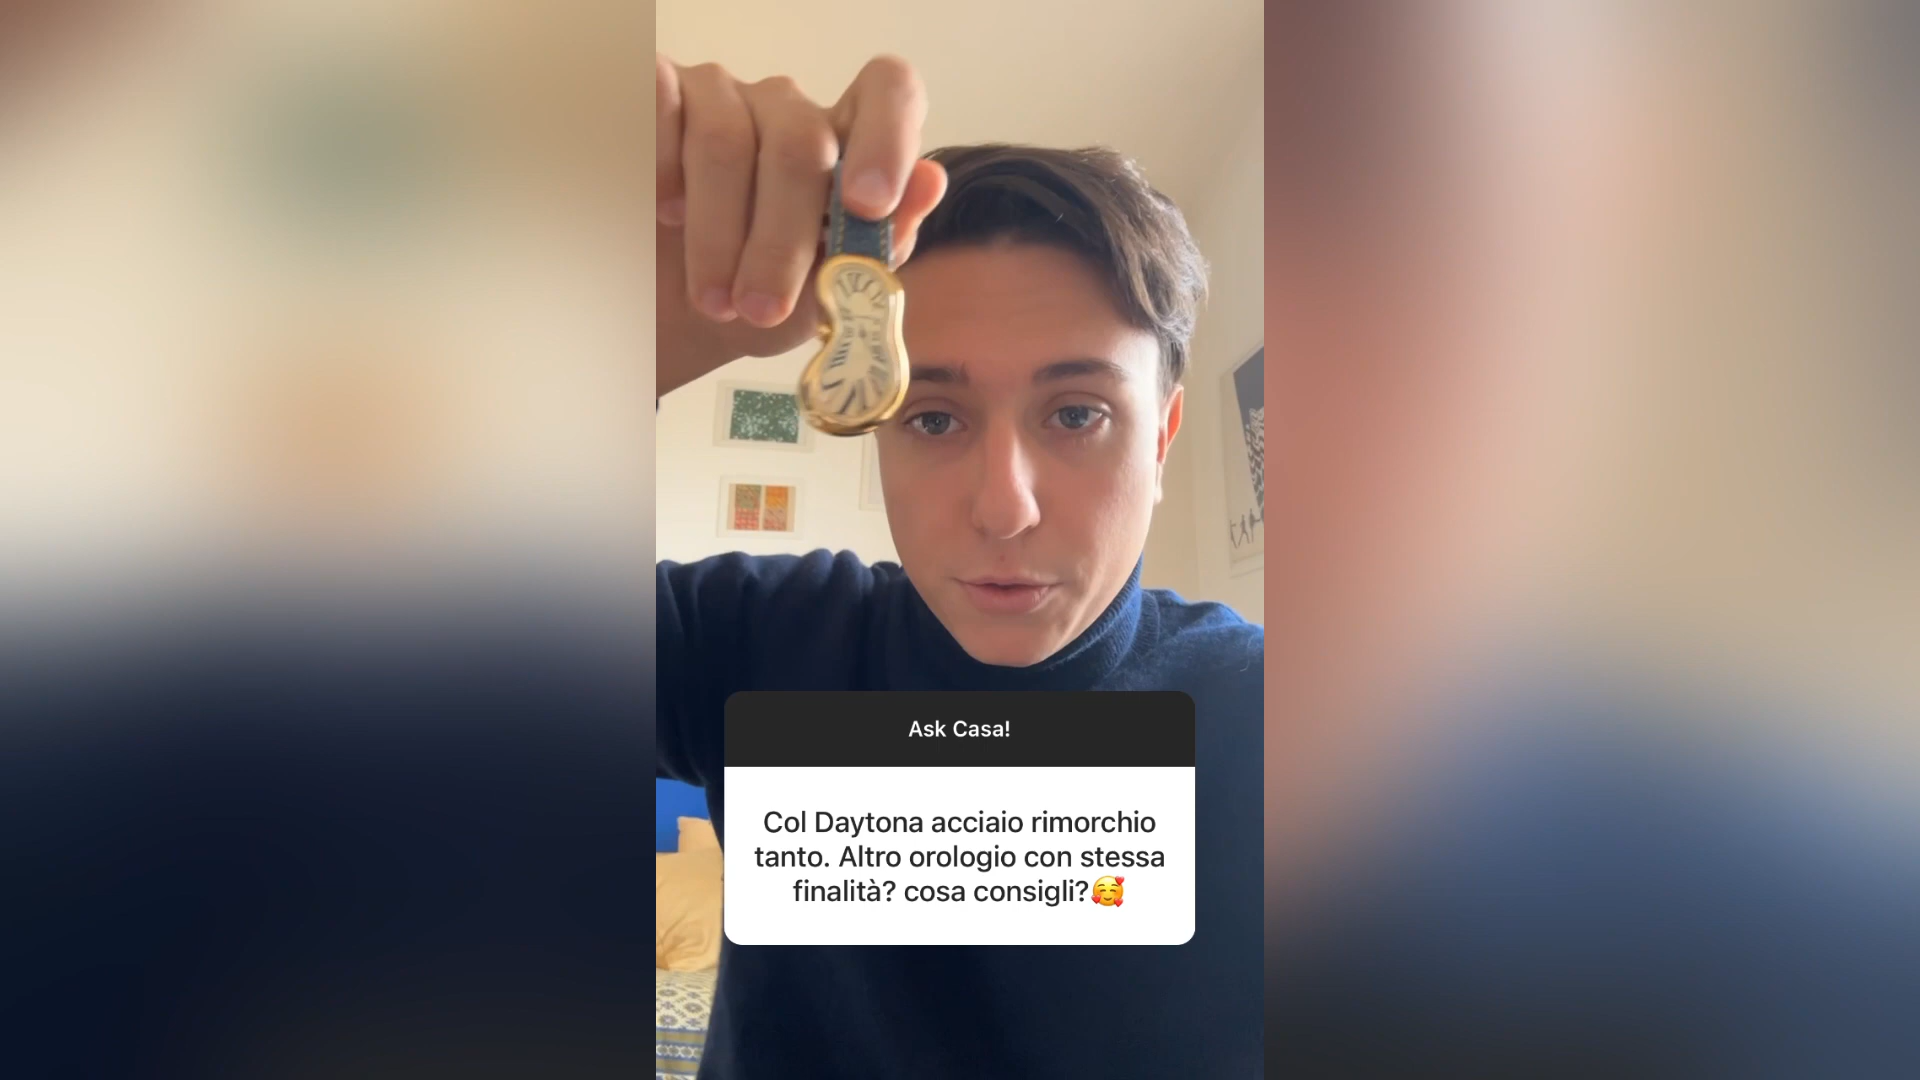 Ask Casa!
Col Daytona acciaio rimorchio
tanto. Altro orologio con stessa
finalità? cosa consigli?🥰